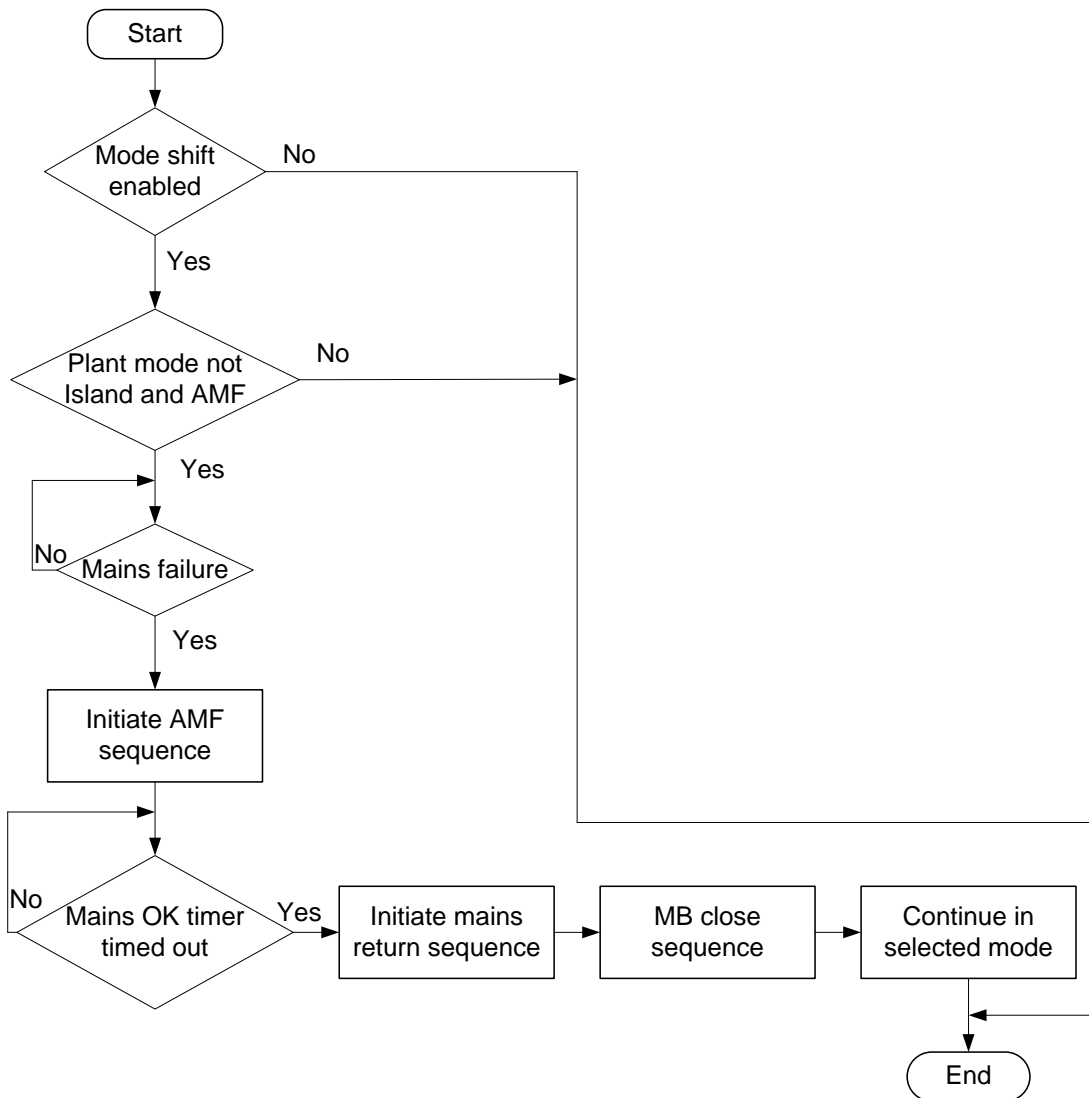 Start
Mode shift
enabled
No
Yes
Plant mode not
Island and AMF
No
Yes
No
Mains failure
Yes
Initiate AMF
sequence
No
Mains OK timer
timed out
Yes
Initiate mains
return sequence
MB close
sequence
Continue in
selected mode
End